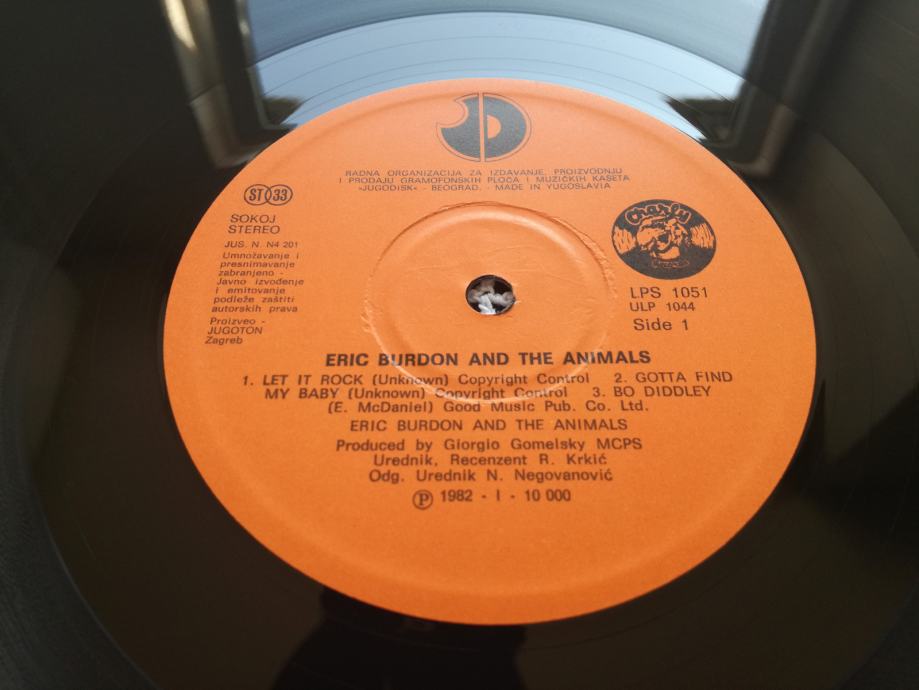 RADNA ORGANIZACIJA ZA IZDAVANJE, PROIZVODNJU
I PRODAJU GRAMOFONSKIH PLOČA I MUZIČKIH KASETA
»JUGODISK« - BEOGRAD. - MADE IN YUGOSLAVIA
ST 33
SOKOJ
STEREO
JUS. N. N4 201
Umnožavanje i
presnimavanje
zabranjeno -
Javno izvođenje
i emitovanje
podleže zaštiti
autorskih prava
Proizveo -
JUGOTON
Zagreb
Charly
LPS 1051
ULP 1044
Side 1
ERIC BURDON AND THE ANIMALS
1. LET IT ROCK (Unknown) Copyright Control 2. GOTTA FIND
MY BABY (Unknown) Copyright Control 3. BO DIDDLEY
(E. McDaniel) Good Music Pub. Co. Ltd.
ERIC BURDON AND THE ANIMALS
Produced by Giorgio Gomelsky MCPS
Urednik, Recenzent R. Krkić
Odg. Urednik N. Negovanović
Ⓟ 1982 - I - 10 000